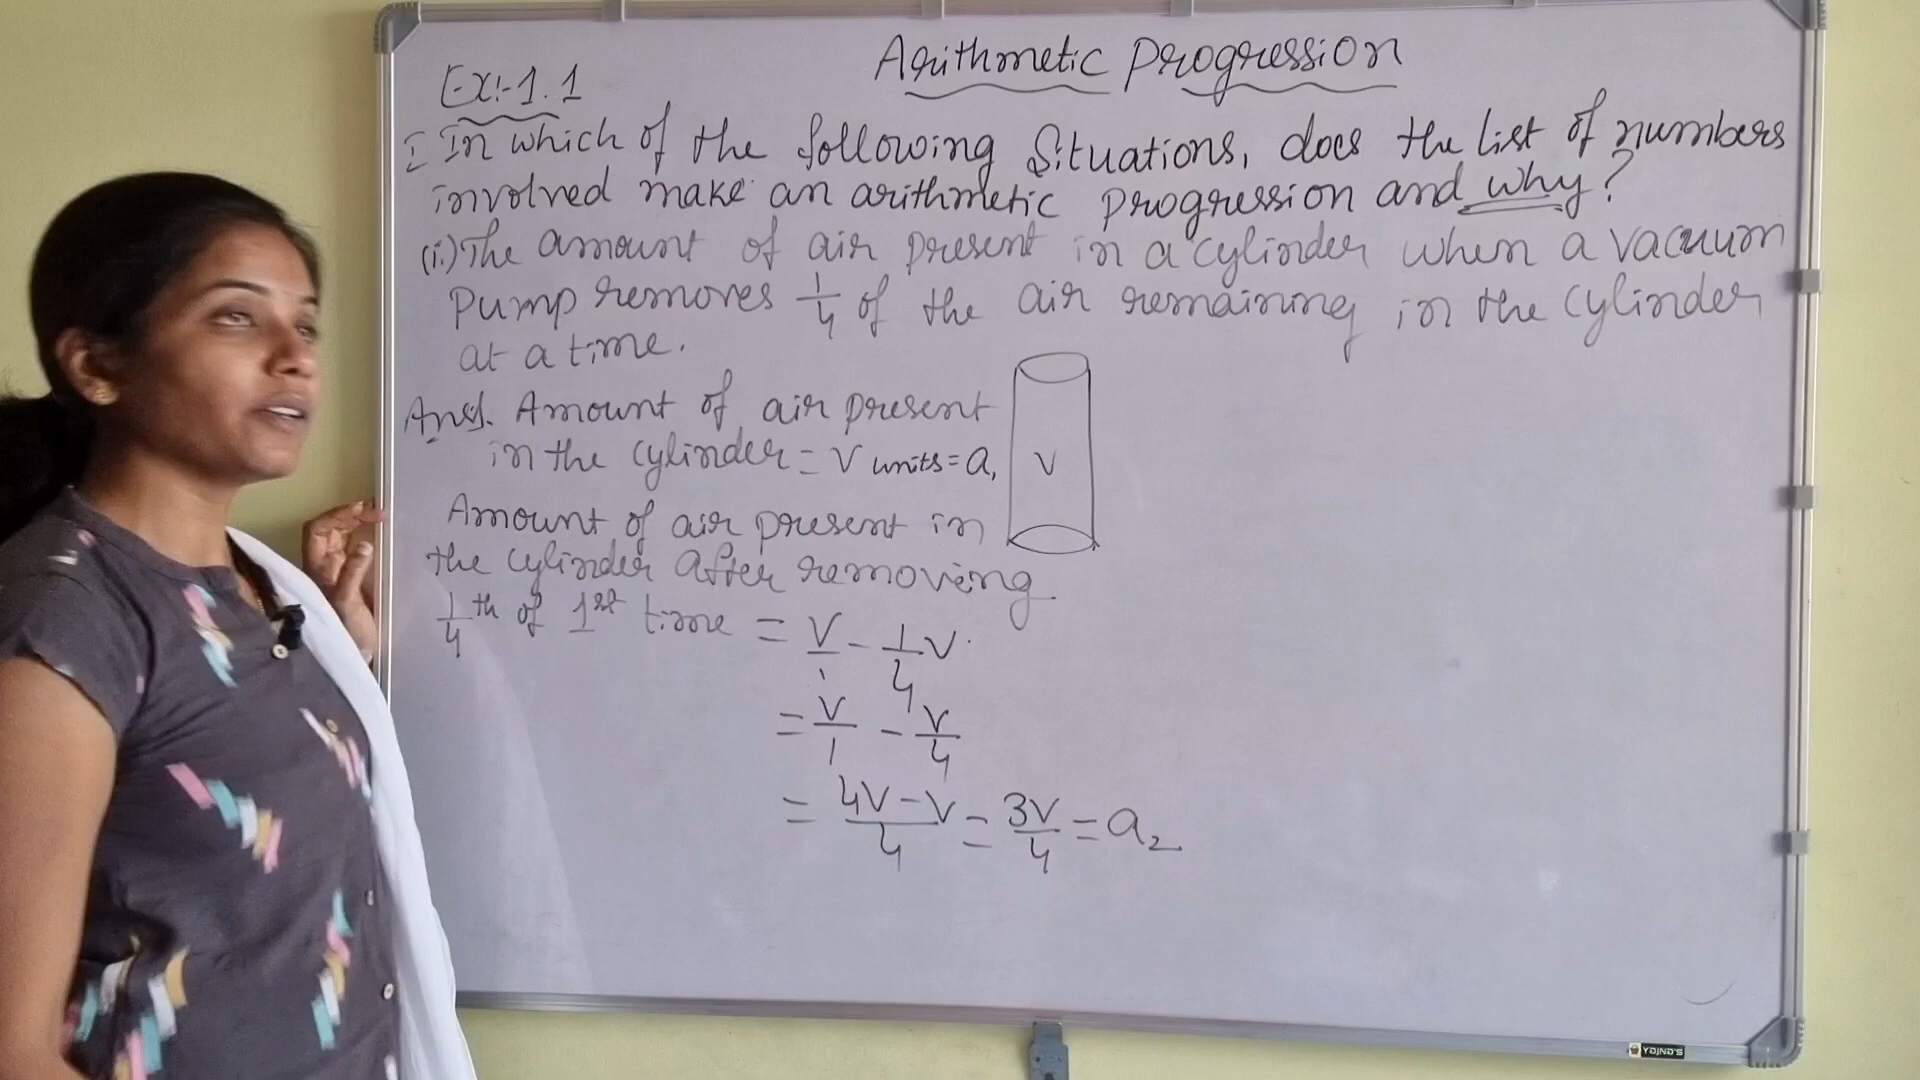 Arithmetic Progression
Ex:-1.1
I In which of the following Situations, does the list of numbers
involved make an arithmetic progression and why?
(i.) The amount of air present in a cylinder when a vacuum
Pump removes 1/4 of the air remaining in the cylinder
at a time.
Ans. Amount of air present
in the cylinder = V units = a,
V
Amount of air present in
the cylinder after removing
1/4 th of 1st time = V/1 - 1/4 V
= V/1 - V/4
= 4V-V/4 = 3V/4 = a₂
YAJNA'S